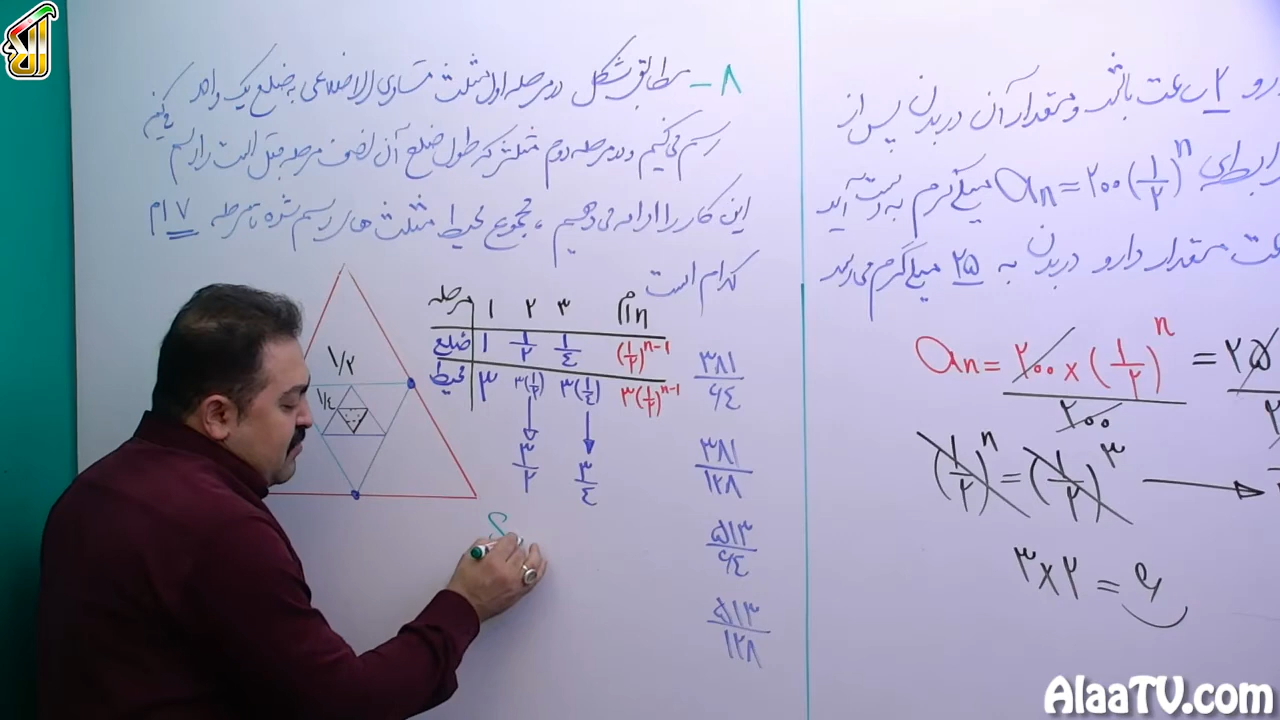 ۸- مطابق شکل در مرحله اول مثلث متساوی الاضلاعی به ضلع یک واحد
رسم می‌کنیم و در مرحله دوم مثلثی که طول ضلع آن نصف مرحله قبل است را رسم می‌کنیم
این کار را ادامه می‌دهیم ، مجموع محیط مثلث های رسم شده تا مرحله ۷ ام
کدام است
مرحله ۱ ۲ ۳ nام
ضلع ۱ ۱/۲ ۱/۴ (۱/۲)^n-۱
محیط ۳ ۳(۱/۲) ۳(۱/۴) ۳(۱/۲)^n-۱
۳/۲ ۳/۴
۱/۲
۱/۴
S
۳۸۱/۶۴
۳۸۱/۱۲۸
۵۱۳/۶۴
۵۱۳/۱۲۸
رو ۲ ساعت باشد و مقدار آن در بدن پس از
رابطه‌ی an=۲۰۰(۱/۲)^n میلی گرم به دست آید
مقدار دارو در بدن به ۲۵ میلی گرم می‌رسد
an= ۲۰۰×(۱/۲)^n = ۲۵
۲۰۰
(۱/۲)^n = (۱/۲)^۳
۳×۲ = ۶
AlaaTV.com